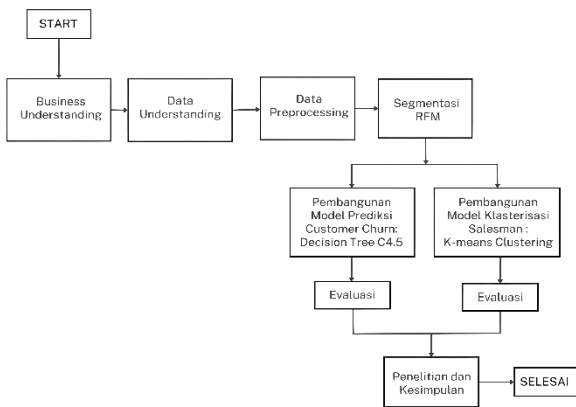 START
Business
Understanding
Data
Understanding
Data
Preprocessing
Segmentasi
RFM
Pembangunan
Model Prediksi
Customer Churn:
Decision Tree C4.5
Pembangunan
Model Klasterisasi
Salesman :
K-means Clustering
Evaluasi
Evaluasi
Penelitian dan
Kesimpulan
SELESAI